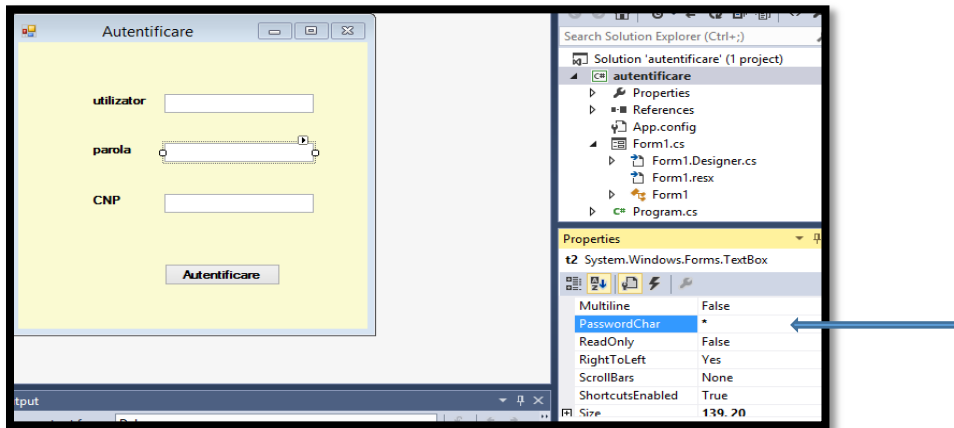 Autentificare
utilizator
parola
CNP
Autentificare
Search Solution Explorer (Ctrl+;)
Solution 'autentificare' (1 project)
C# autentificare
Properties
References
App.config
Form1.cs
Form1.Designer.cs
Form1.resx
Form1
C# Program.cs
Properties
t2 System.Windows.Forms.TextBox
Multiline False
PasswordChar *
ReadOnly False
RightToLeft Yes
ScrollBars None
ShortcutsEnabled True
Size 139, 20
tput